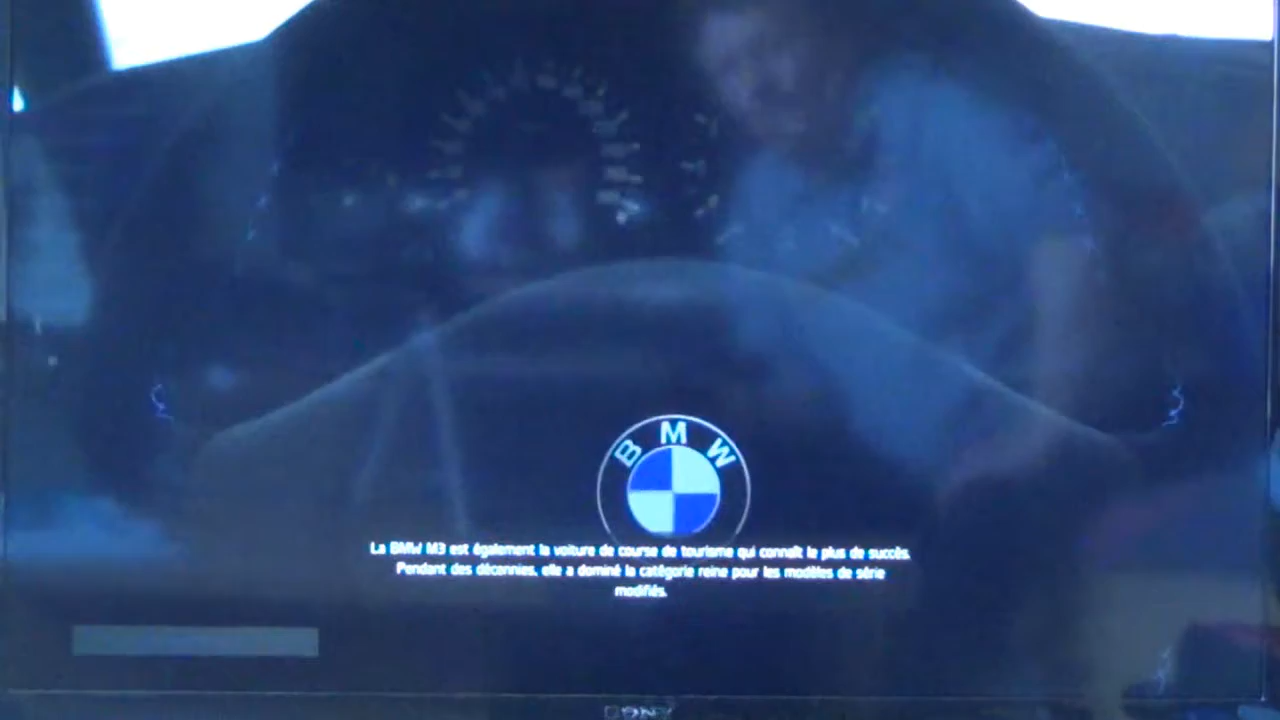 BMW
La BMW M3 est également la voiture de course de tourisme qui connaît le plus de succès.
Pendant des décennies, elle a dominé la catégorie reine pour les modèles de série
modifiés.
SONY